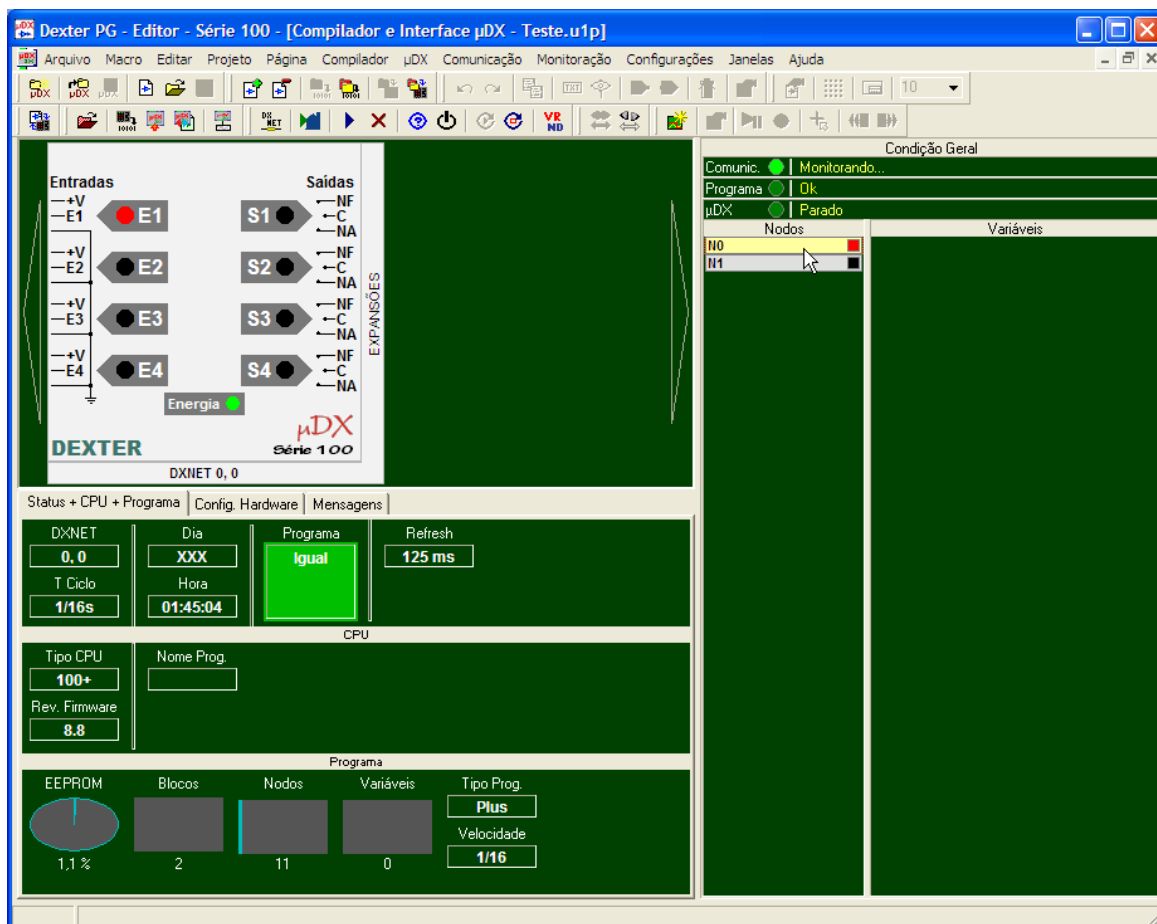 Dexter PG - Editor - Série 100 - [Compilador e Interface µDX - Teste.u1p]
Arquivo Macro Editar Projeto Página Compilador µDX Comunicação Monitoração Configurações Janelas Ajuda
10
Entradas Saídas
+V
E1
E1
S1
NF
C
NA
+V
E2
E2
S2
NF
C
NA
+V
E3
E3
S3
NF
C
NA
+V
E4
E4
S4
NF
C
NA
EXPANSÕES
Energia
µDX
DEXTER
Série 100
DXNET 0, 0
Condição Geral
Comunic. Monitorando...
Programa Ok
µDX Parado
Nodos Variáveis
N0
N1
Status + CPU + Programa Config. Hardware Mensagens
DXNET Dia Programa Refresh
0, 0 XXX Igual 125 ms
T Ciclo Hora
1/16s 01:45:04
CPU
Tipo CPU Nome Prog.
100+
Rev. Firmware
8.8
Programa
EEPROM Blocos Nodos Variáveis Tipo Prog.
Plus
Velocidade
1,1 % 2 11 0 1/16